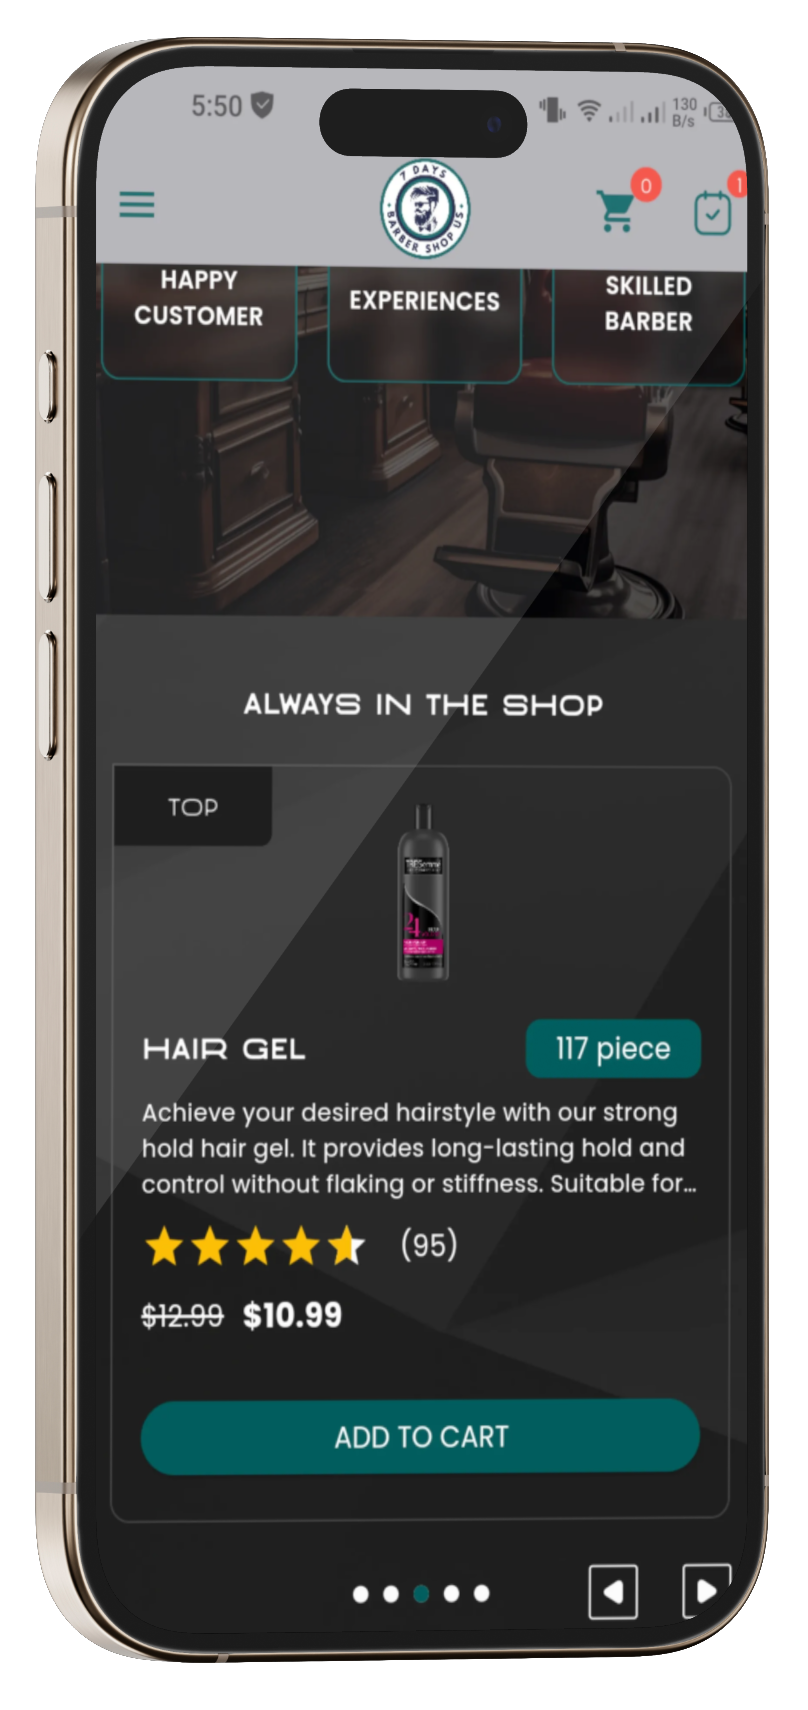 5:50
130
B/s
7 DAYS
BARBER SHOP US
0
1
HAPPY
CUSTOMER
EXPERIENCES
SKILLED
BARBER
ALWAYS IN THE SHOP
TOP
TRESemmé
24
HAIR GEL
117 piece
Achieve your desired hairstyle with our strong
hold hair gel. It provides long-lasting hold and
control without flaking or stiffness. Suitable for...
(95)
$12.99 $10.99
ADD TO CART